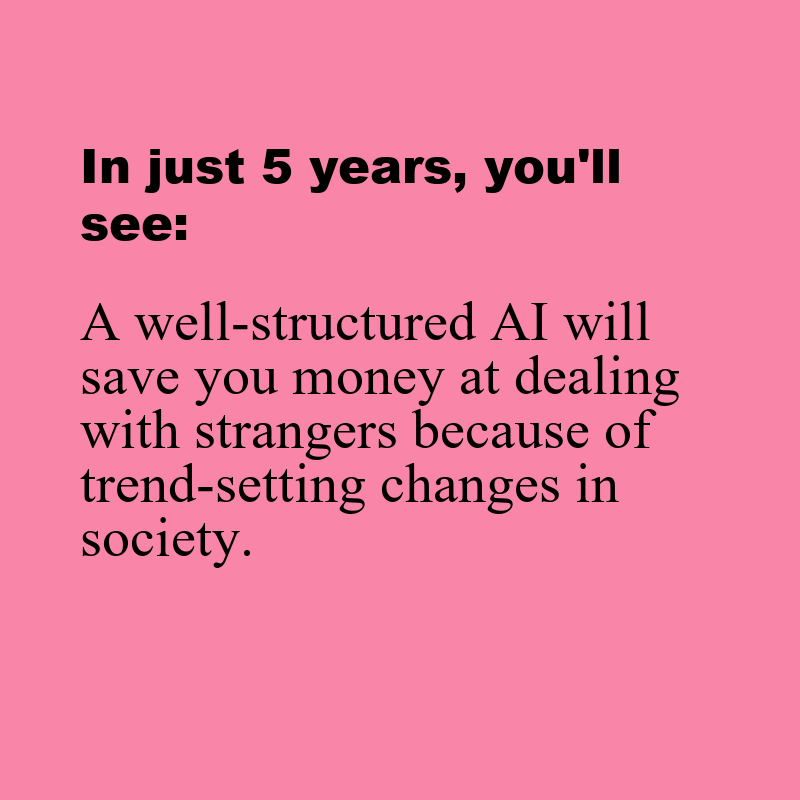 In just 5 years, you'll
see:
A well-structured AI will
save you money at dealing
with strangers because of
trend-setting changes in
society.